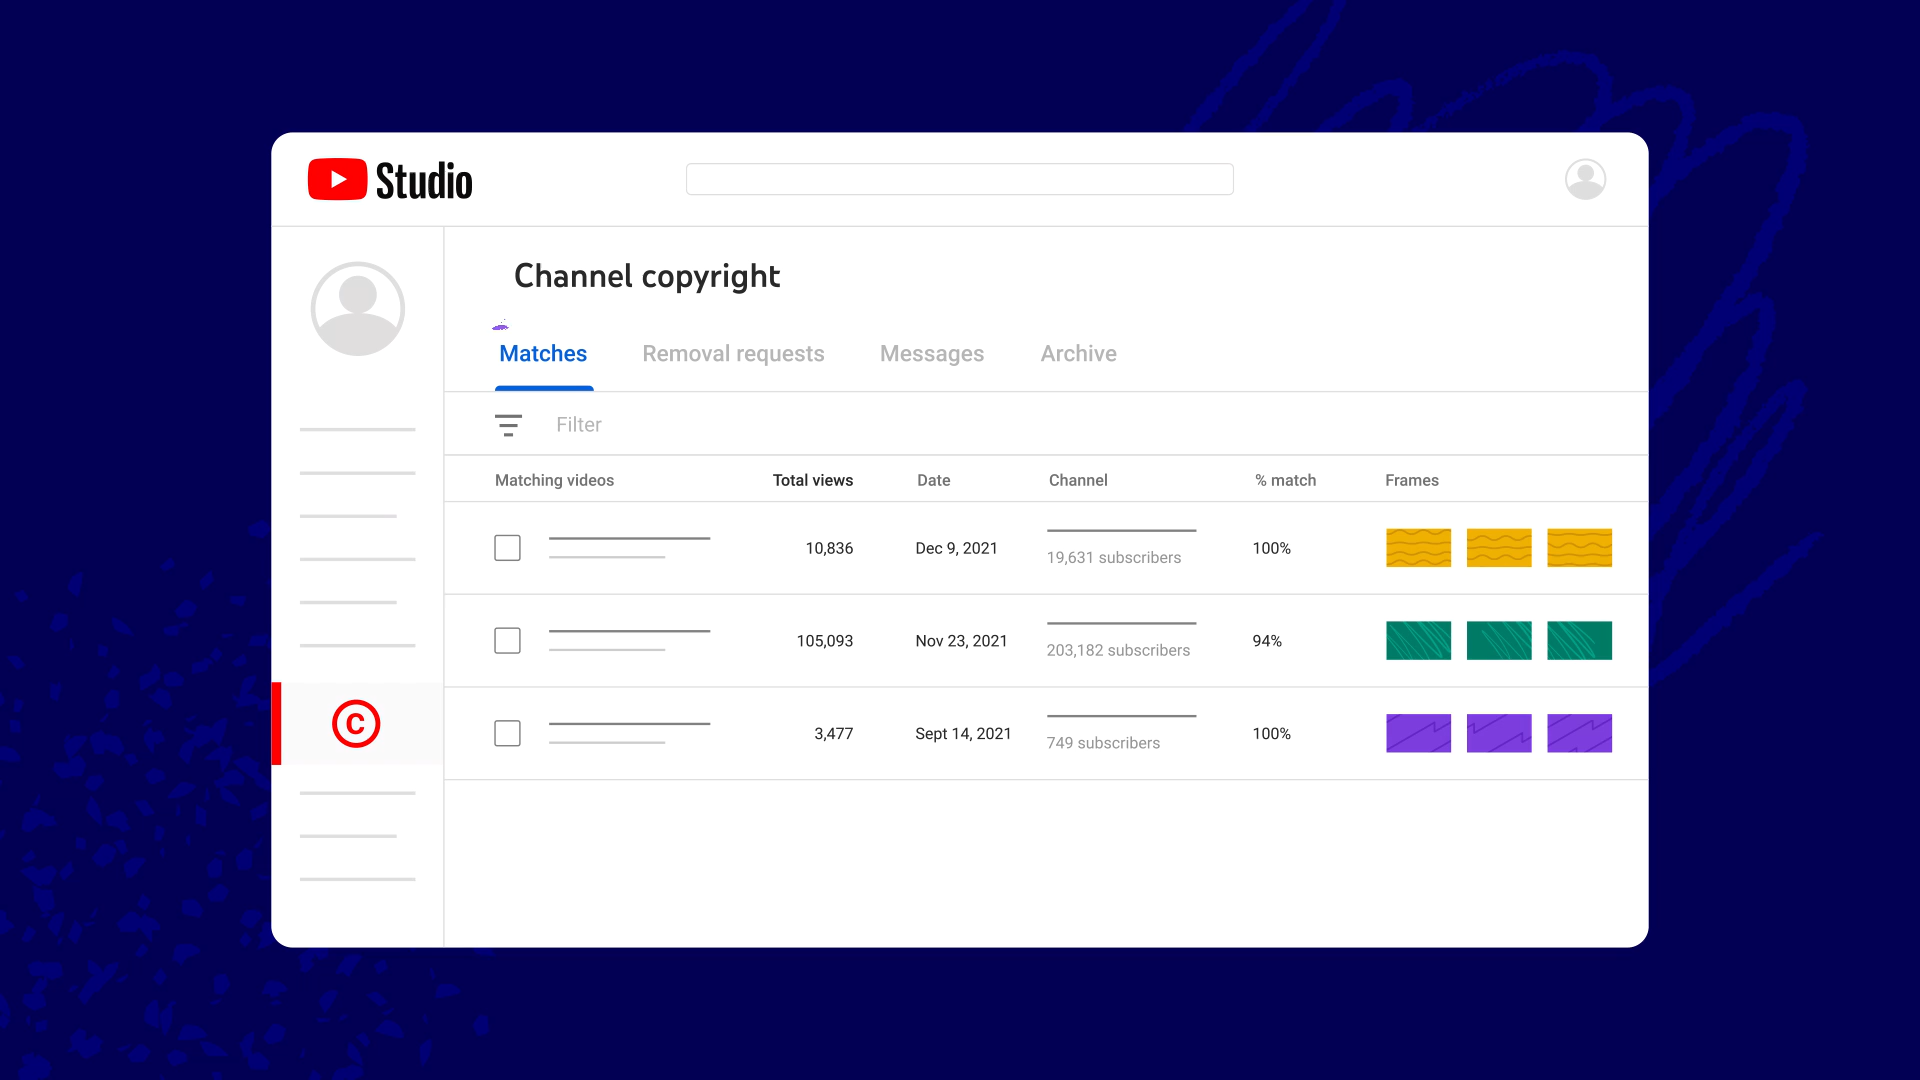 Studio
Channel copyright
Matches Removal requests Messages Archive
Filter
Matching videos Total views Date Channel % match Frames
10,836 Dec 9, 2021 19,631 subscribers 100%
105,093 Nov 23, 2021 203,182 subscribers 94%
C
3,477 Sept 14, 2021 749 subscribers 100%